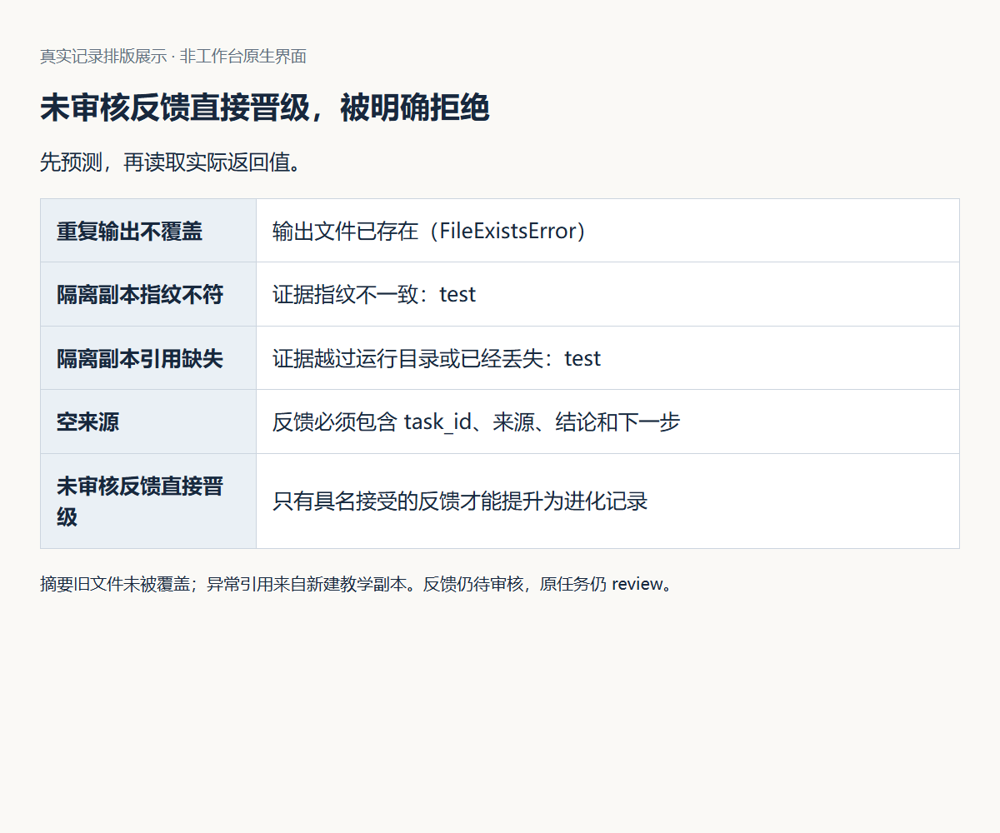 真实记录排版展示 · 非工作台原生界面
未审核反馈直接晋级，被明确拒绝
先预测，再读取实际返回值。
重复输出不覆盖
输出文件已存在（FileExistsError）
隔离副本指纹不符
证据指纹不一致：test
隔离副本引用缺失
证据越过运行目录或已经丢失：test
空来源
反馈必须包含 task_id、来源、结论和下一步
未审核反馈直接晋
级
只有具名接受的反馈才能提升为进化记录
摘要旧文件未被覆盖；异常引用来自新建教学副本。反馈仍待审核，原任务仍 review。